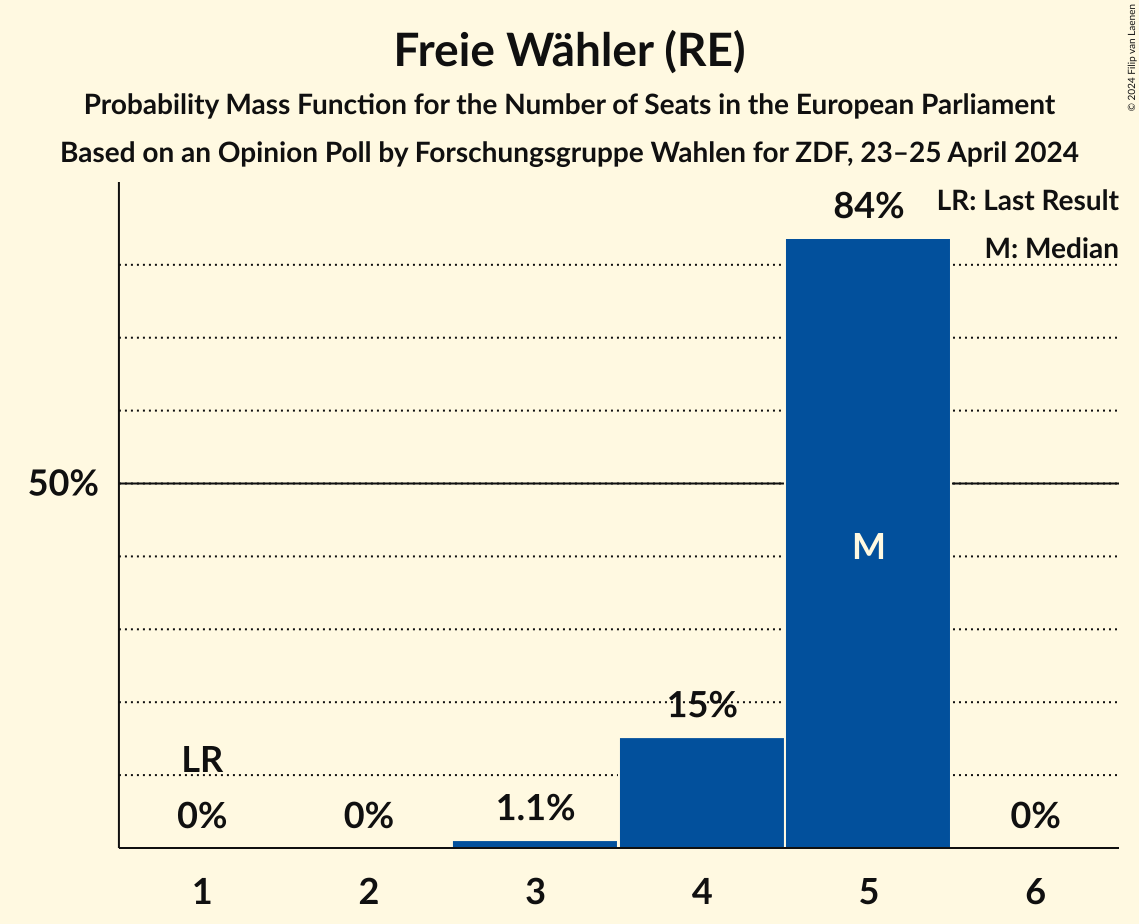 Freie Wähler (RE)
Probability Mass Function for the Number of Seats in the European Parliament
Based on an Opinion Poll by Forschungsgruppe Wahlen for ZDF, 23–25 April 2024
© 2024 Filip van Laenen
LR: Last Result
M: Median
84%
50%
M
15%
LR
0%
0%
1.1%
0%
1
2
3
4
5
6